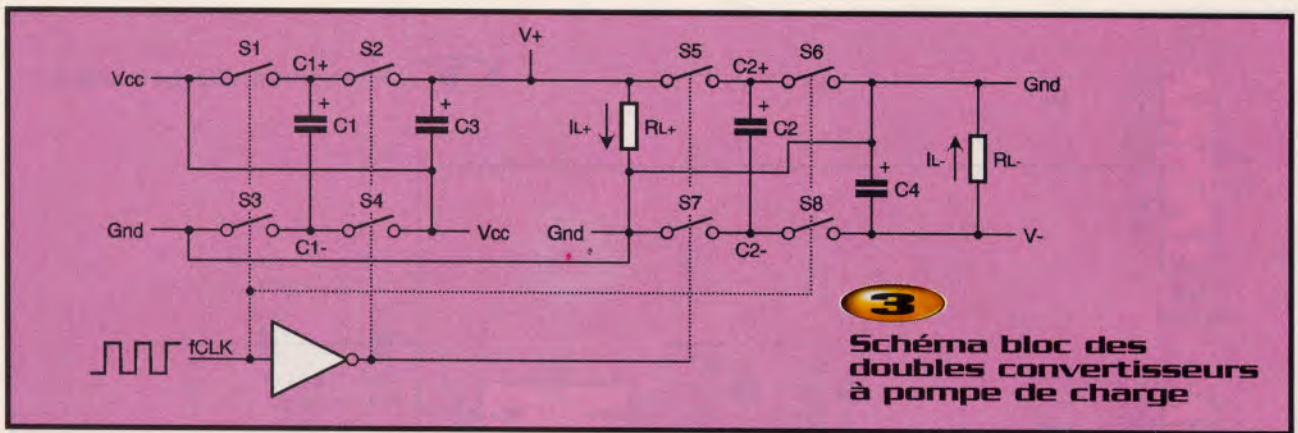 V+
S1 C1+ S2 S5 C2+ S6
Vcc Gnd
+ + + +
C1 C3 IL+ RL+ C2 IL- RL-
C4
S3 S4 S7 S8
Gnd C1- Vcc Gnd C2- V-
fCLK
3
Schéma bloc des
doubles convertisseurs
à pompe de charge